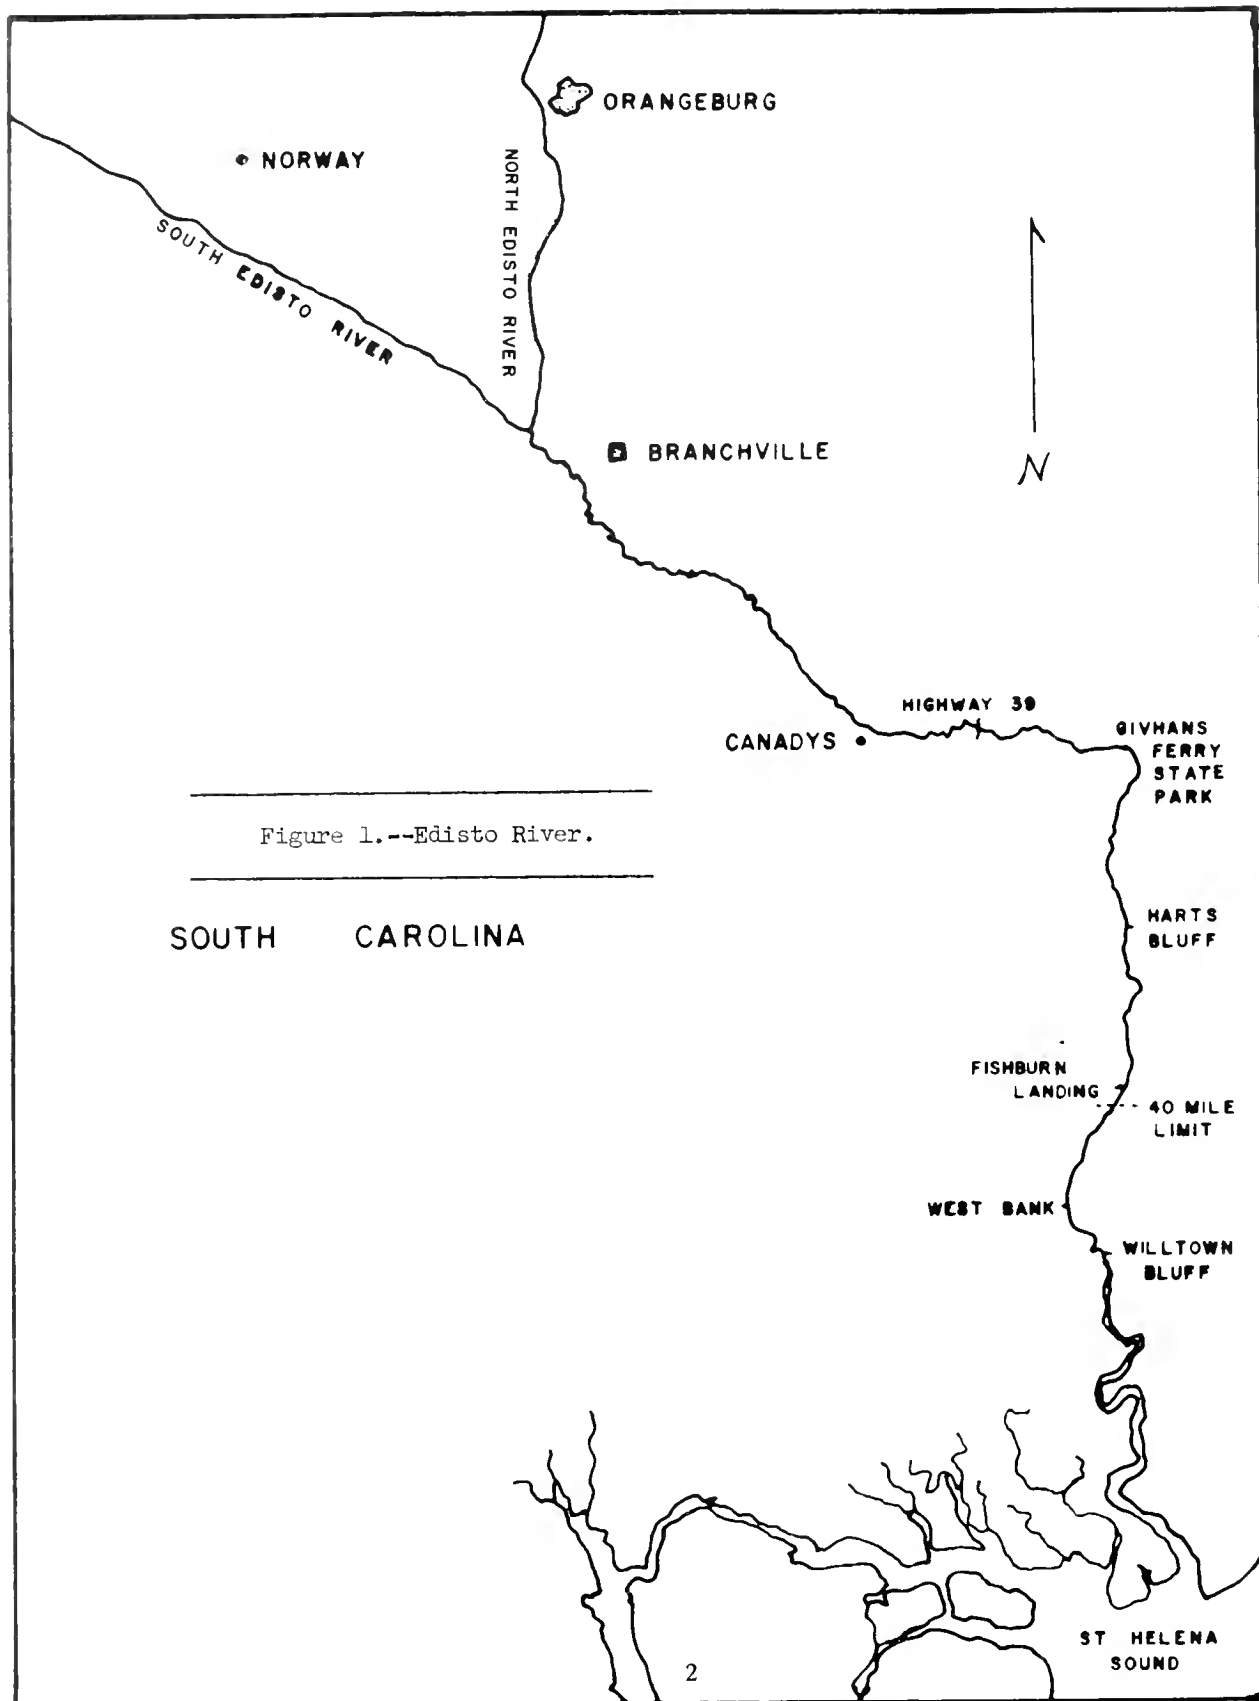 ORANGEBURG
NORWAY
NORTH EDISTO RIVER
SOUTH EDISTO RIVER
N
BRANCHVILLE
HIGHWAY 39
CANADYS
GIVHANS
FERRY
STATE
PARK
Figure 1.--Edisto River.
SOUTH CAROLINA
HARTS
BLUFF
FISHBURN
LANDING
40 MILE
LIMIT
WEST BANK
WILLTOWN
BLUFF
ST HELENA
SOUND
2